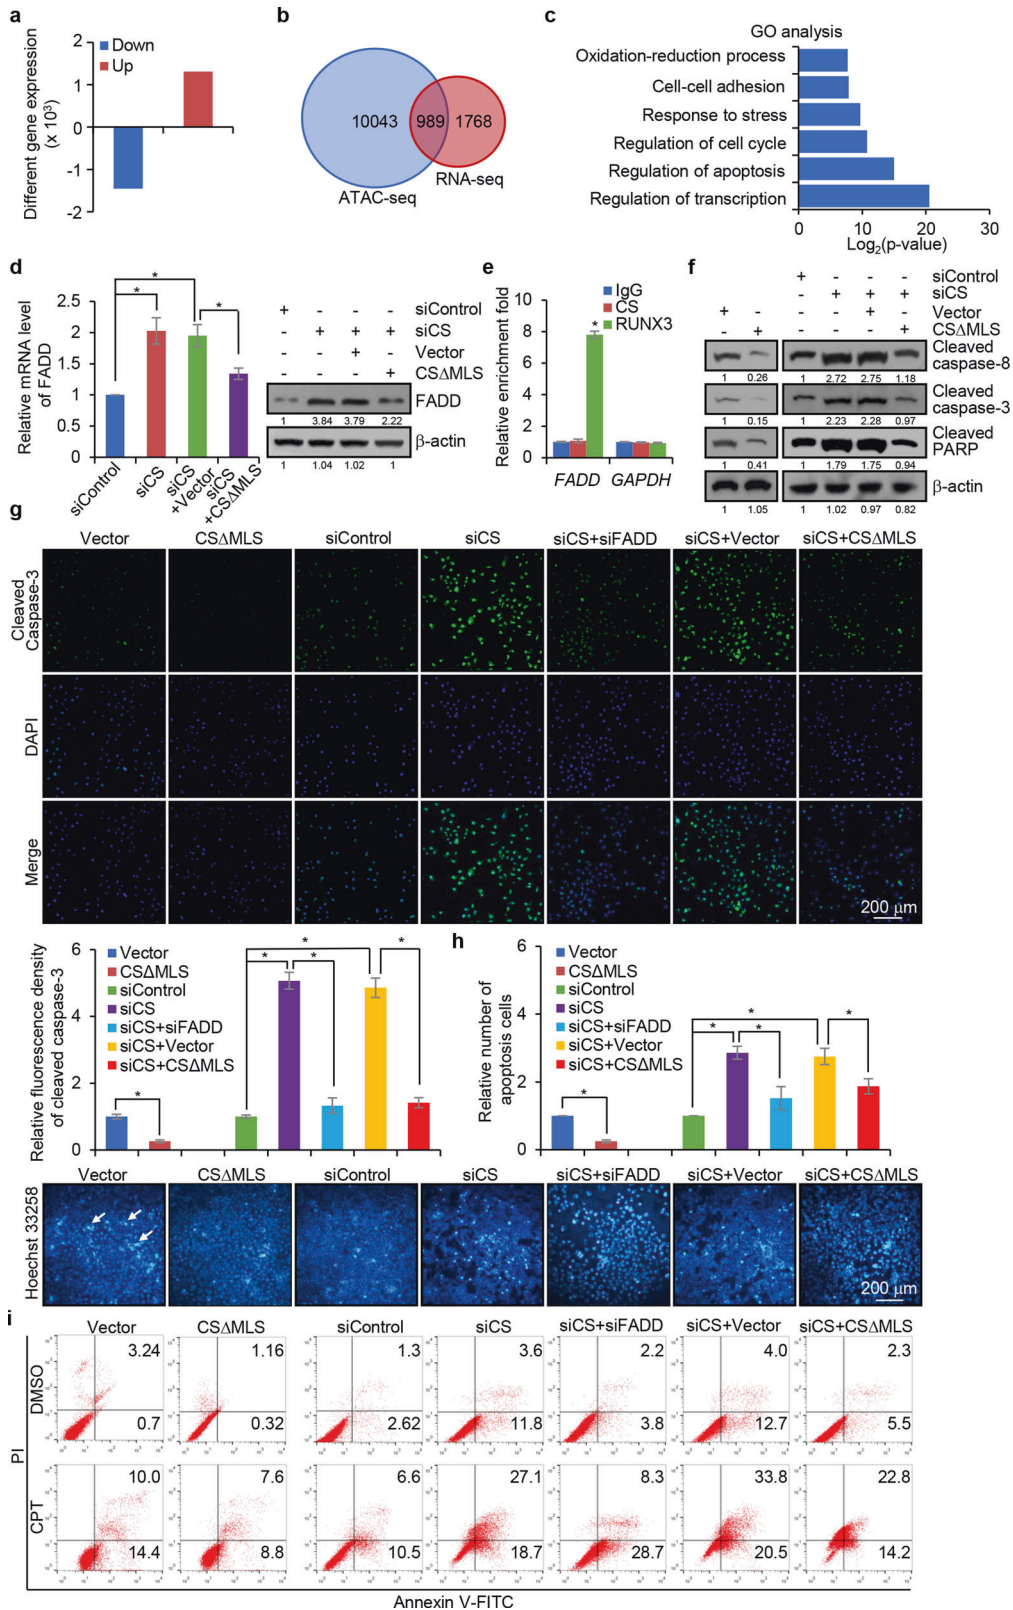 a
Different gene expression
(x 10³)
2
1
0
-1
-2
Down
Up
b
10043
989
1768
ATAC-seq
RNA-seq
c
GO analysis
Oxidation-reduction process
Cell-cell adhesion
Response to stress
Regulation of cell cycle
Regulation of apoptosis
Regulation of transcription
0 10 20 30
Log₂(p-value)
d
Relative mRNA level
of FADD
2.5
2
1.5
1
0.5
0
* * *
siControl
siCS
siCS
+Vector
siCS
+CSΔMLS
+ - - - siControl
- + + + siCS
- - + - Vector
- - - + CSΔMLS
FADD
1 3.84 3.79 2.22
β-actin
1 1.04 1.02 1
e
Relative enrichment fold
10
8
6
4
2
0
IgG
CS
RUNX3
*
FADD GAPDH
f
+ - - - siControl
- + + + siCS
+ - - - + - Vector
- + - - - + CSΔMLS
Cleaved
caspase-8
1 0.26 1 2.72 2.75 1.18
Cleaved
caspase-3
1 0.15 1 2.23 2.28 0.97
Cleaved
PARP
1 0.41 1 1.79 1.75 0.94
β-actin
1 1.05 1 1.02 0.97 0.82
g
Vector CSΔMLS siControl siCS siCS+siFADD siCS+Vector siCS+CSΔMLS
Cleaved
Caspase-3
DAPI
Merge
200 μm
Relative fluorescence density
of cleaved caspase-3
6
4
2
0
Vector
CSΔMLS
siControl
siCS
siCS+siFADD
siCS+Vector
siCS+CSΔMLS
* * * * *
h
Relative number of
apoptosis cells
6
4
2
0
Vector
CSΔMLS
siControl
siCS
siCS+siFADD
siCS+Vector
siCS+CSΔMLS
* * * * *
Vector CSΔMLS siControl siCS siCS+siFADD siCS+Vector siCS+CSΔMLS
Hoechst 33258
200 μm
i
Vector CSΔMLS siControl siCS siCS+siFADD siCS+Vector siCS+CSΔMLS
DMSO
3.24 1.16 1.3 3.6 2.2 4.0 2.3
0.7 0.32 2.62 11.8 3.8 12.7 5.5
PI
CPT
10.0 7.6 6.6 27.1 8.3 33.8 22.8
14.4 8.8 10.5 18.7 28.7 20.5 14.2
Annexin V-FITC